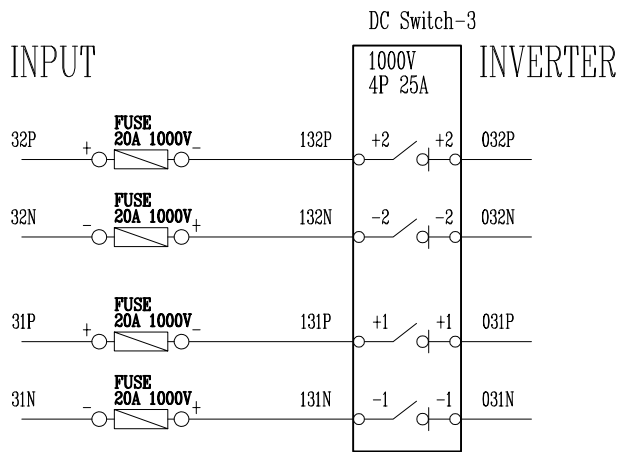 DC Switch-3
INPUT
1000V
4P 25A
INVERTER
FUSE
20A 1000V
32P
+
-
132P
+2
+2
032P
FUSE
20A 1000V
32N
-
+
132N
-2
-2
032N
FUSE
20A 1000V
31P
+
-
131P
+1
+1
031P
FUSE
20A 1000V
31N
-
+
131N
-1
-1
031N